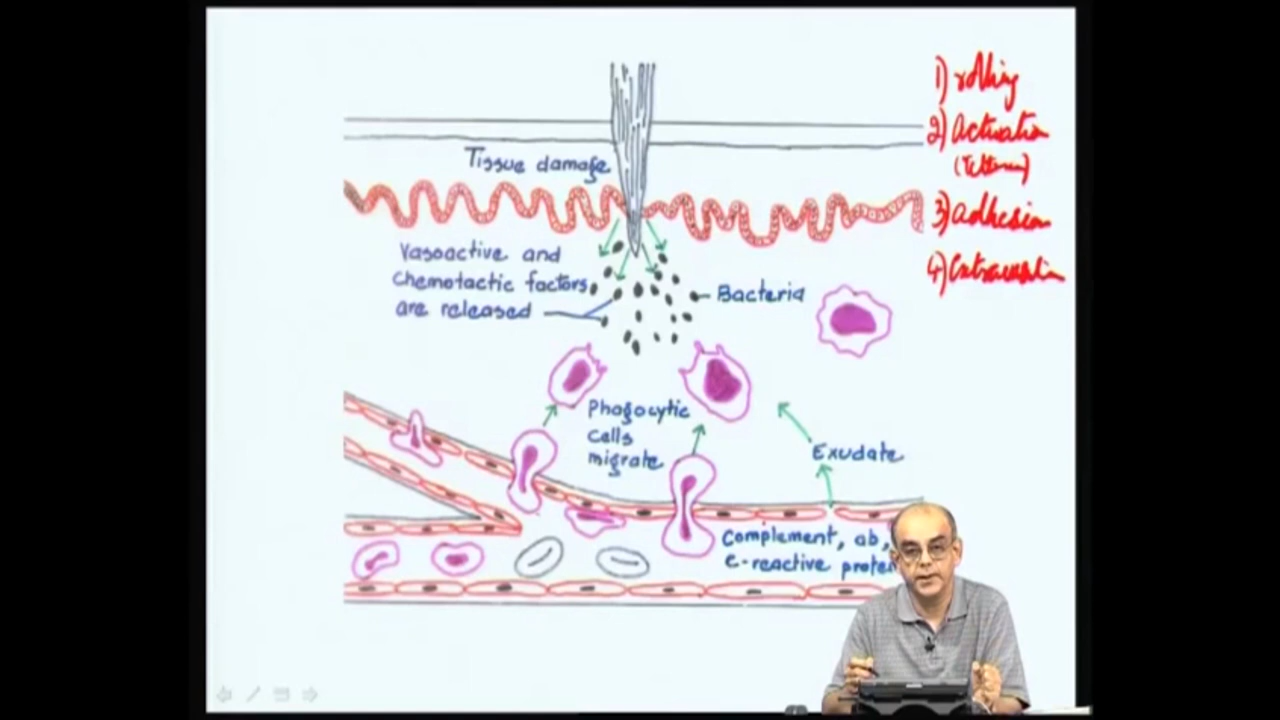 1) rolling
2) Activation
Tissue damage
3) adhesion
Vasoactive and
Chemotactic factors
are released
4) Extravasation
Bacteria
Phagocytic
cells
migrate
Exudate
Complement, ab,
C-reactive protei